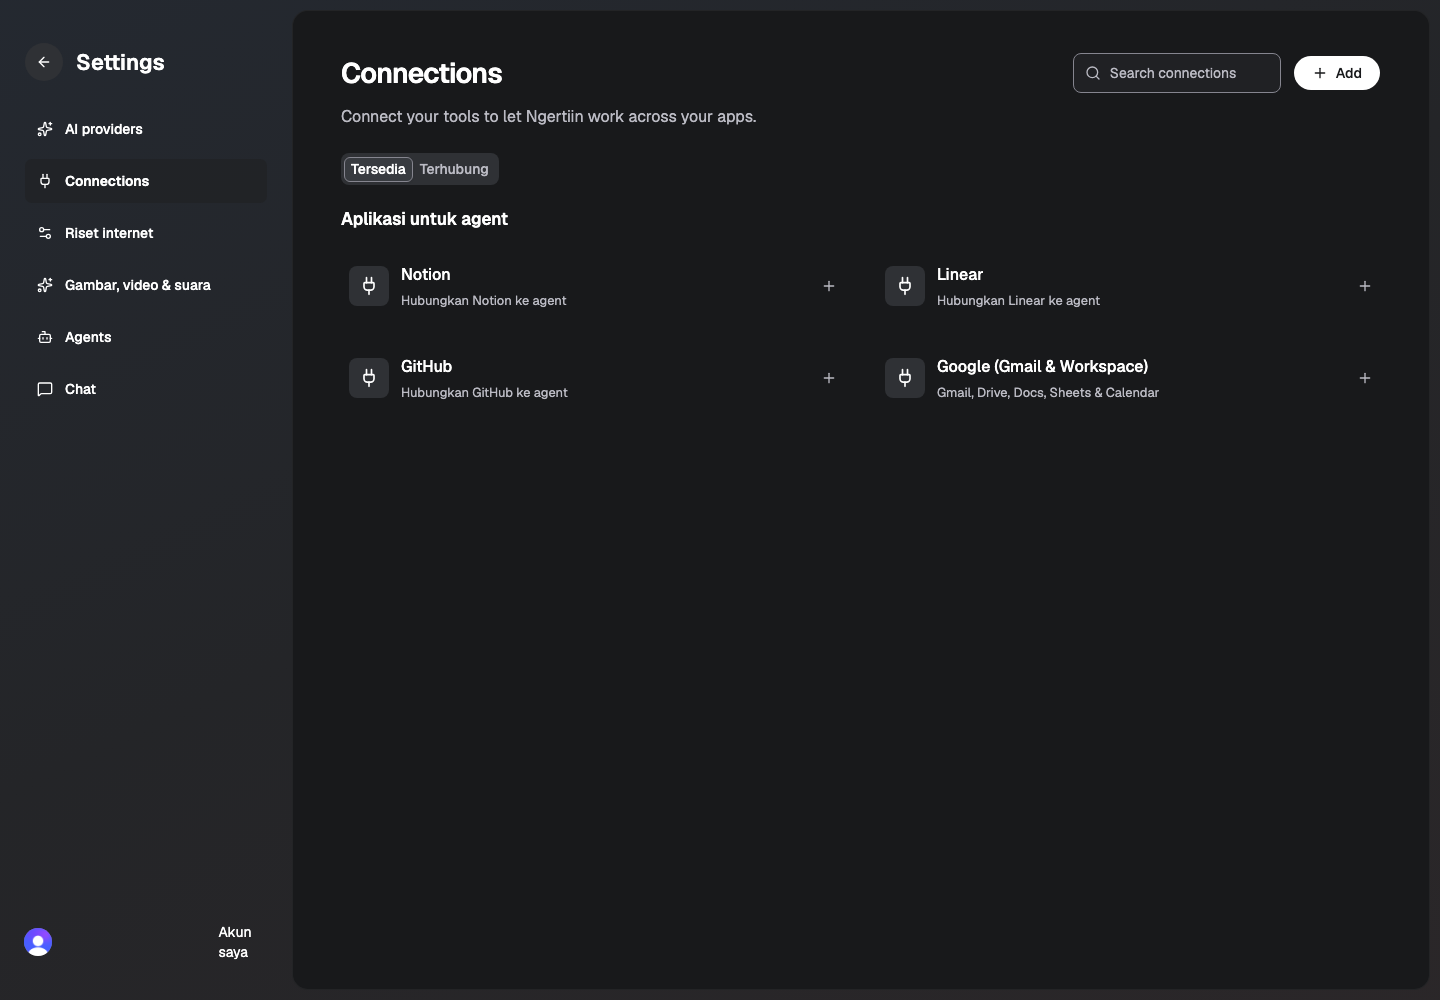 Settings
AI providers
Connections
Riset internet
Gambar, video & suara
Agents
Chat
Akun
saya
Connections
Search connections
Add
Connect your tools to let Ngertiin work across your apps.
Tersedia
Terhubung
Aplikasi untuk agent
Notion
Hubungkan Notion ke agent
Linear
Hubungkan Linear ke agent
GitHub
Hubungkan GitHub ke agent
Google (Gmail & Workspace)
Gmail, Drive, Docs, Sheets & Calendar